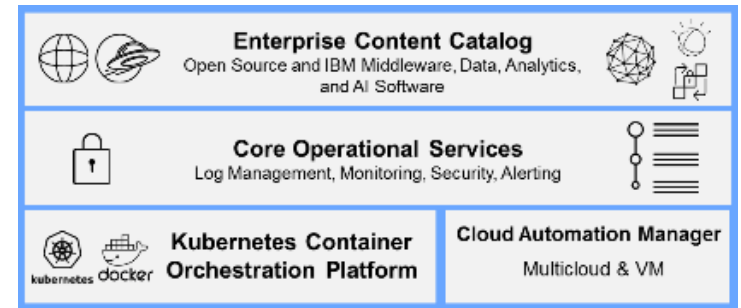 Enterprise Content Catalog
Open Source and IBM Middleware, Data, Analytics,
and AI Software
Core Operational Services
Log Management, Monitoring, Security, Alerting
kubernetes
docker
Kubernetes Container
Orchestration Platform
Cloud Automation Manager
Multicloud & VM